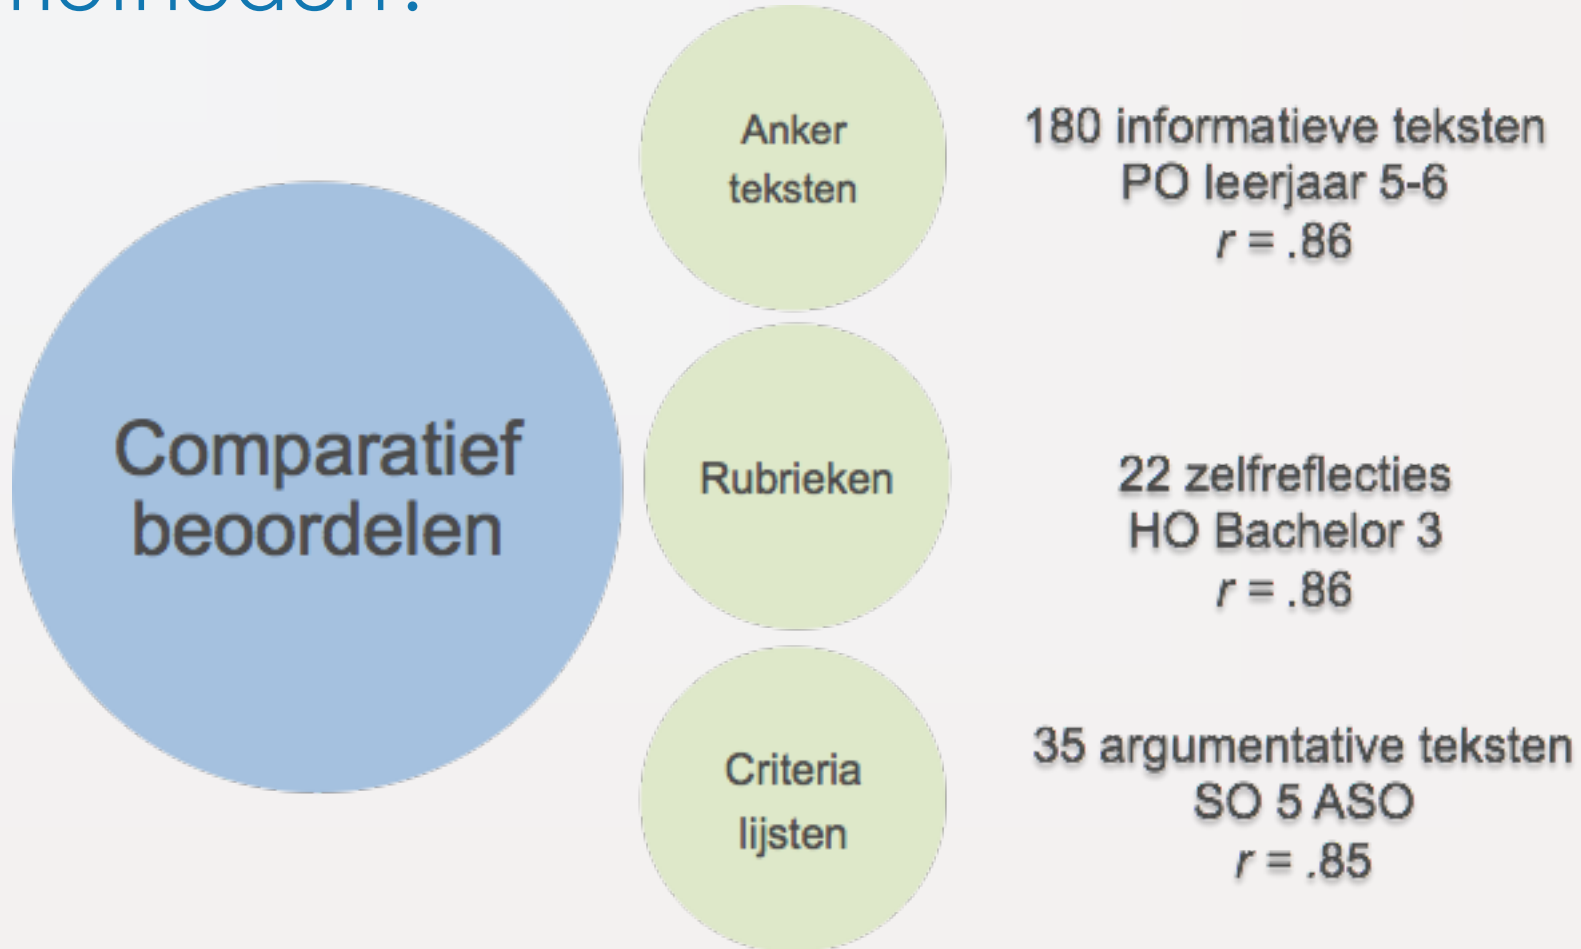 Comparatief
beoordelen
Anker
teksten
180 informatieve teksten
PO leerjaar 5-6
r = .86
Rubrieken
22 zelfreflecties
HO Bachelor 3
r = .86
Criteria
lijsten
35 argumentative teksten
SO 5 ASO
r = .85